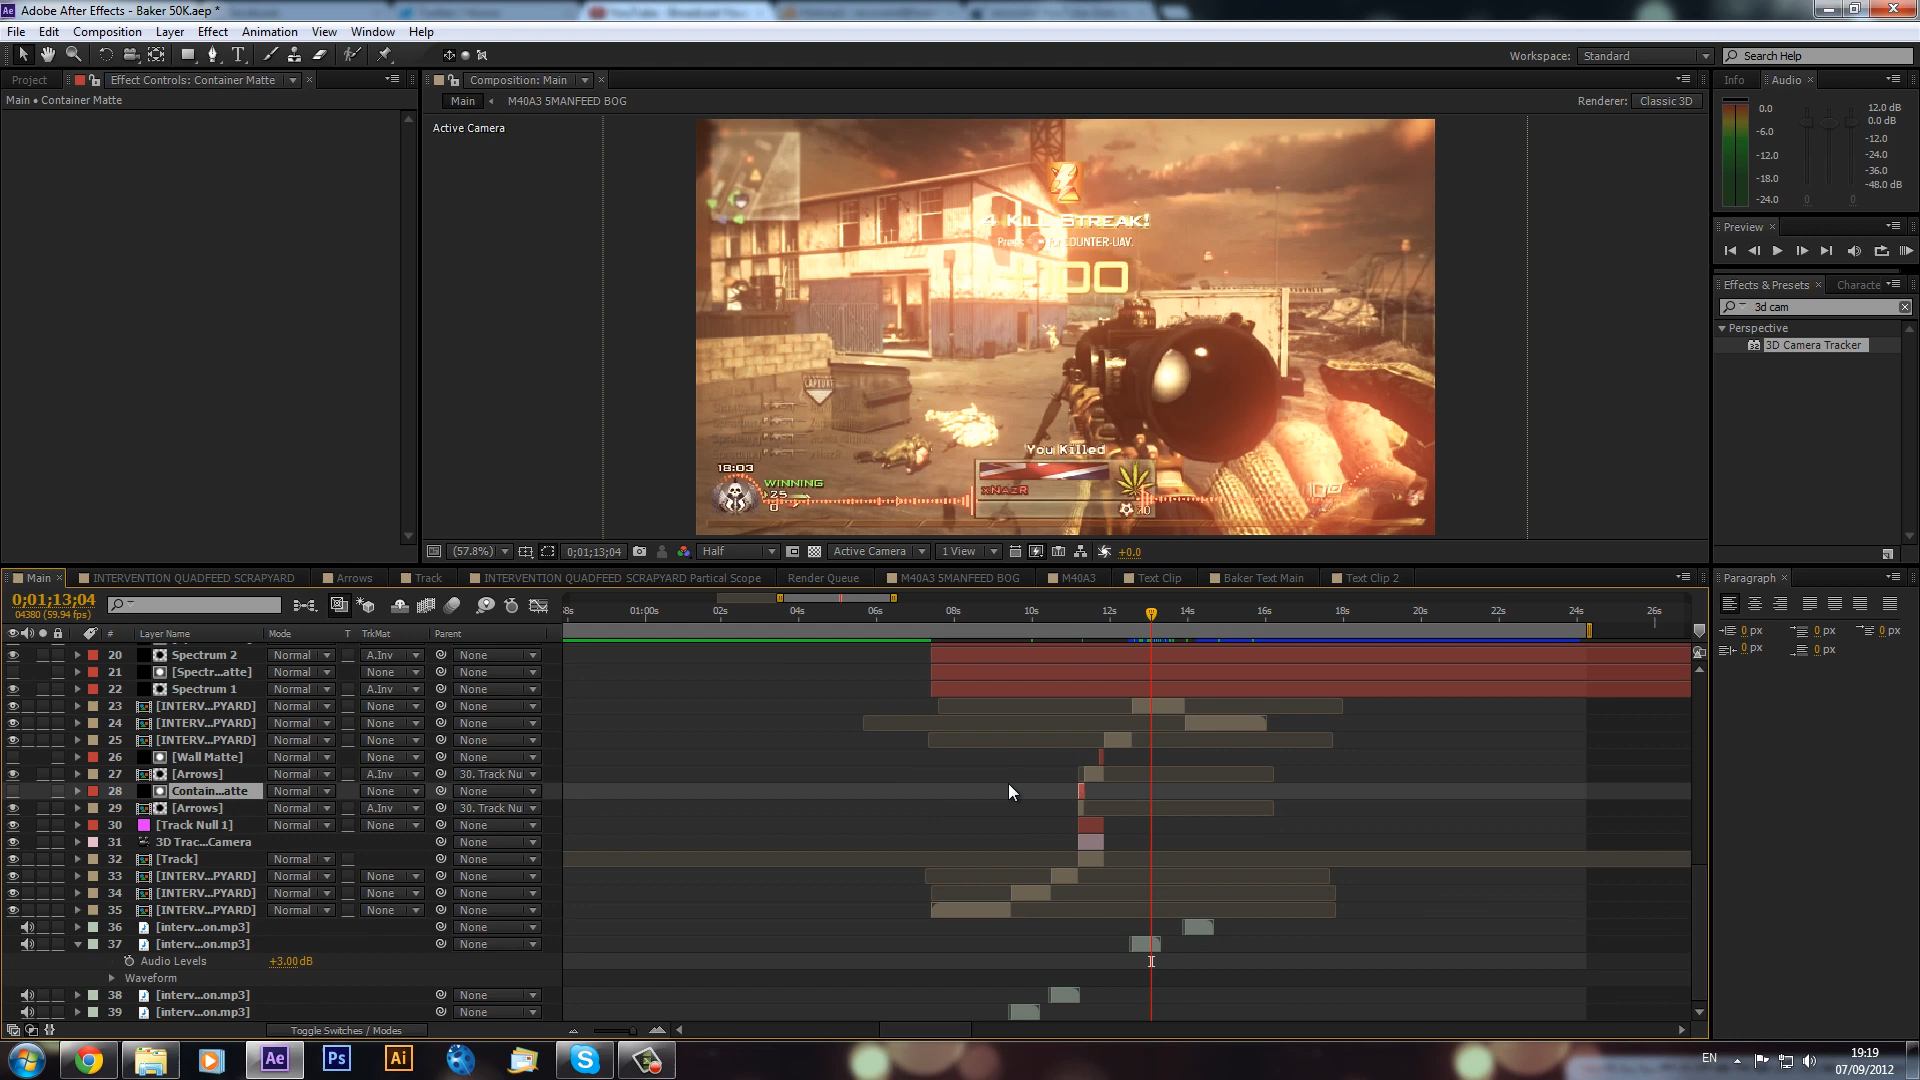 Adobe After Effects - Baker 50K.aep *
File Edit Composition Layer Effect Animation View Window Help
Workspace: Standard Search Help
Project Effect Controls: Container Matte
Main • Container Matte
Composition: Main
Main M40A3 5MANFEED BOG
Renderer: Classic 3D
Active Camera
4 KILL STREAK!
for COUNTER-UAV.
CAPTURE
You Killed
xNAzR
18:03
WINNING
25
0
(57.8%) 0;01;13;04 Half Active Camera 1 View +0.0
Info Audio
0.0
-6.0
-12.0
-18.0
-24.0
12.0 dB
0.0 dB
-12.0
-24.0
-36.0
-48.0 dB
Preview
Effects & Presets Characte
3d cam
Perspective
3D Camera Tracker
Main INTERVENTION QUADFEED SCRAPYARD Arrows Track INTERVENTION QUADFEED SCRAPYARD Partical Scope Render Queue M40A3 5MANFEED BOG M40A3 Text Clip Baker Text Main Text Clip 2
0;01;13;04
04380 (59.94 fps)
:8s 01:00s 02s 04s 06s 08s 10s 12s 14s 16s 18s 20s 22s 24s 26s
# Layer Name Mode T TrkMat Parent
20 Spectrum 2 Normal A.Inv None
21 [Spectr...atte] Normal None None
22 Spectrum 1 Normal A.Inv None
23 [INTERV...PYARD] Normal None None
24 [INTERV...PYARD] Normal None None
25 [INTERV...PYARD] Normal None None
26 [Wall Matte] Normal None None
27 [Arrows] Normal A.Inv 30. Track Nu
28 Contain...atte Normal None None
29 [Arrows] Normal A.Inv 30. Track Nu
30 [Track Null 1] Normal None None
31 3D Trac...Camera None
32 [Track] Normal None
33 [INTERV...PYARD] Normal None None
34 [INTERV...PYARD] Normal None None
35 [INTERV...PYARD] Normal None None
36 [interv...on.mp3] None
37 [interv...on.mp3] None
Audio Levels +3.00dB
Waveform
38 [interv...on.mp3] None
39 [interv...on.mp3] None
Toggle Switches / Modes
Paragraph
0 px 0 px 0 px
0 px 0 px
Ae Ps Ai S
EN
19:19
07/09/2012